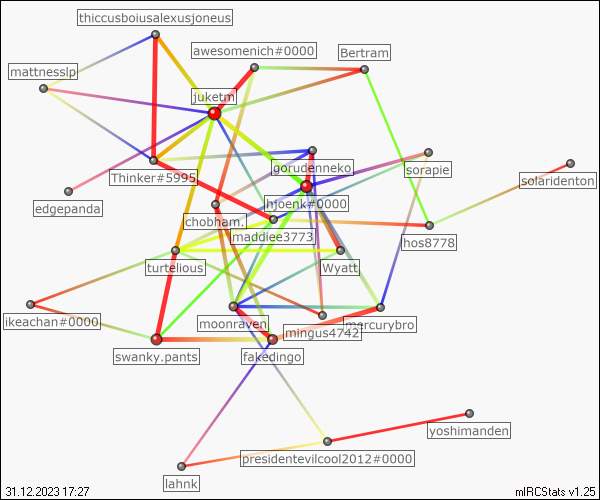 thiccusboiusalexusjoneus
awesomenich#0000
Bertram
mattnesslp
juketm
gorudenneko
sorapie
solaridenton
Thinker#5995
edgepanda
hjoenk#0000
chobham.
maddiee3773
hos8778
turtelious
Wyatt
ikeachan#0000
moonraven
mingus4742
mercurybro
swanky.pants
fakedingo
yoshimanden
presidentevilcool2012#0000
lahnk
31.12.2023 17:27
mIRCStats v1.25